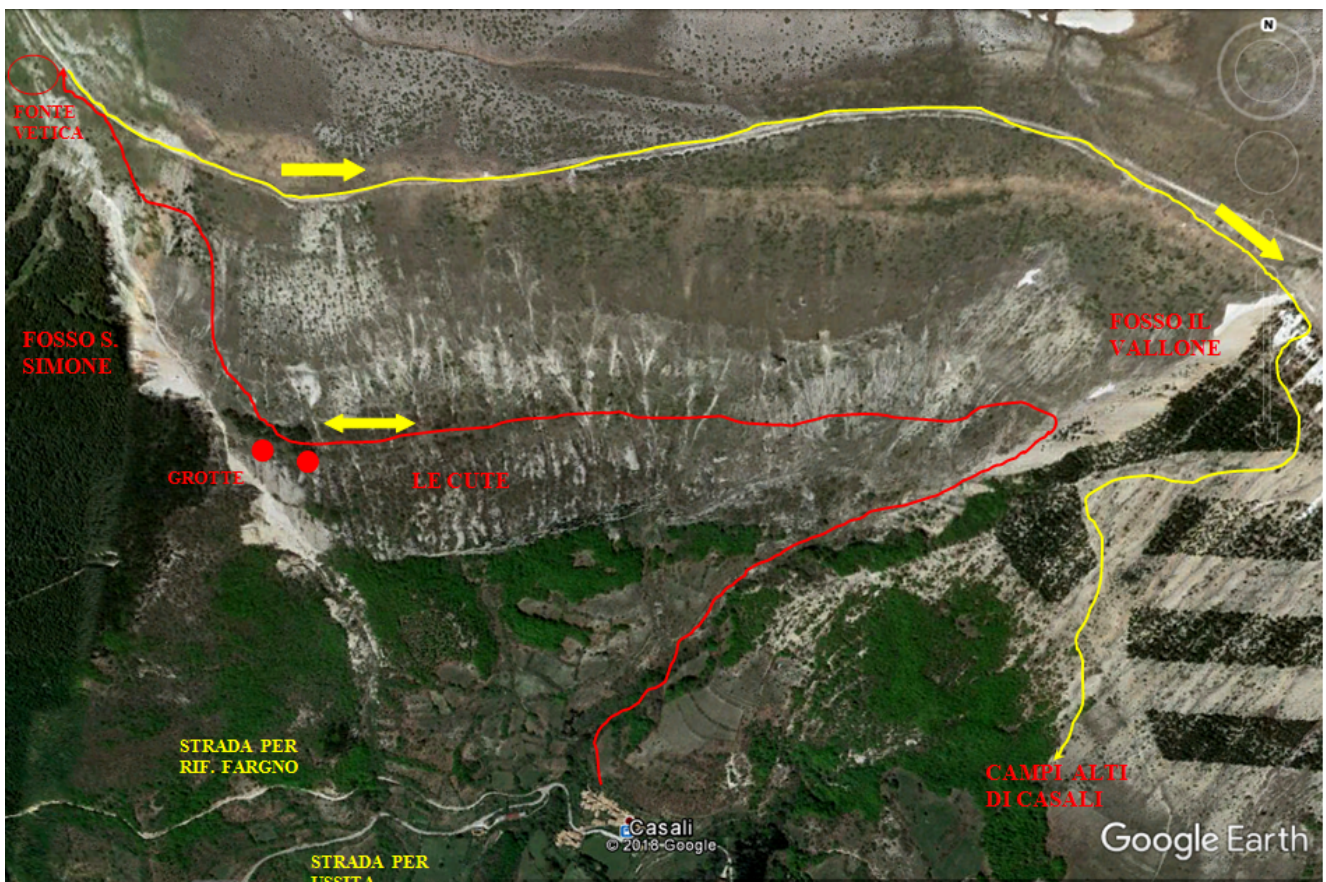 N
FONTE
VETICA
FOSSO S.
SIMONE
FOSSO IL
VALLONE
GROTTE
LE CUTE
STRADA PER
RIF. FARGNO
CAMPI ALTI
DI CASALI
Casali
© 2018 Google
Google Earth
STRADA PER
USSITA